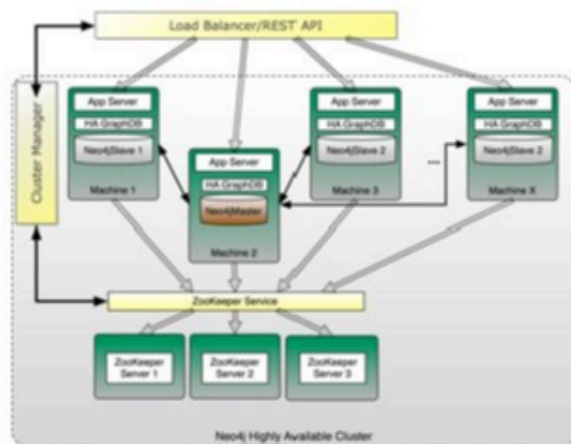 Load Balancer/REST API
Cluster Manager
App Server
HA GraphDB
Neo4jSlave 1
Machine 1
App Server
HA GraphDB
Neo4jMaster
Machine 2
App Server
HA GraphDB
Neo4jSlave 2
Machine 3
...
App Server
HA GraphDB
Neo4jSlave 2
Machine X
ZooKeeper Service
ZooKeeper
Server 1
ZooKeeper
Server 2
ZooKeeper
Server 3
Neo4j Highly Available Cluster